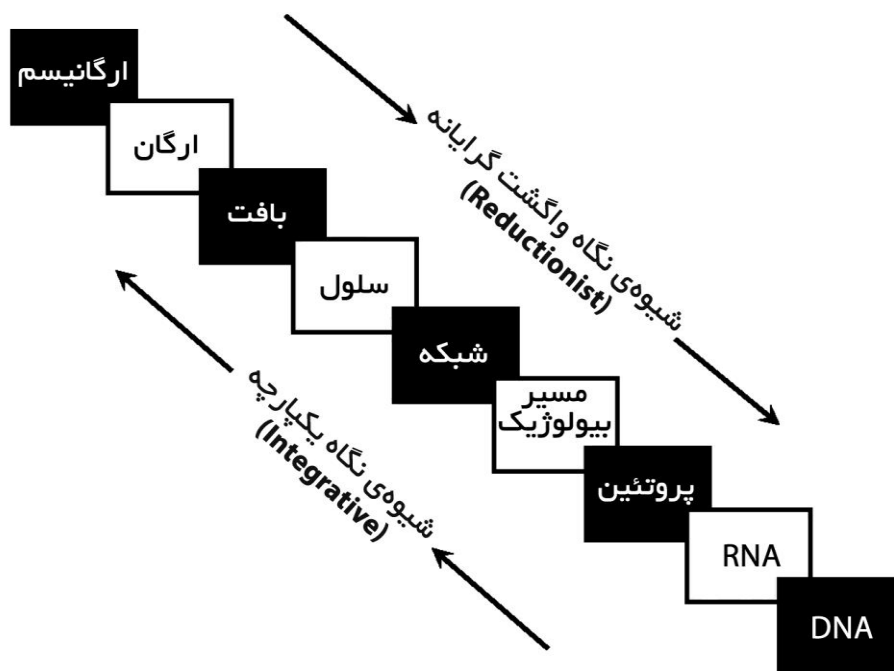 ارگانیسم
ارگان
بافت
سلول
شبکه
مسیر
بیولوژیک
پروتئین
RNA
DNA
شیوه‌ی نگاه واگشت گرایانه
(Reductionist)
شیوه‌ی نگاه یکپارچه
(Integrative)